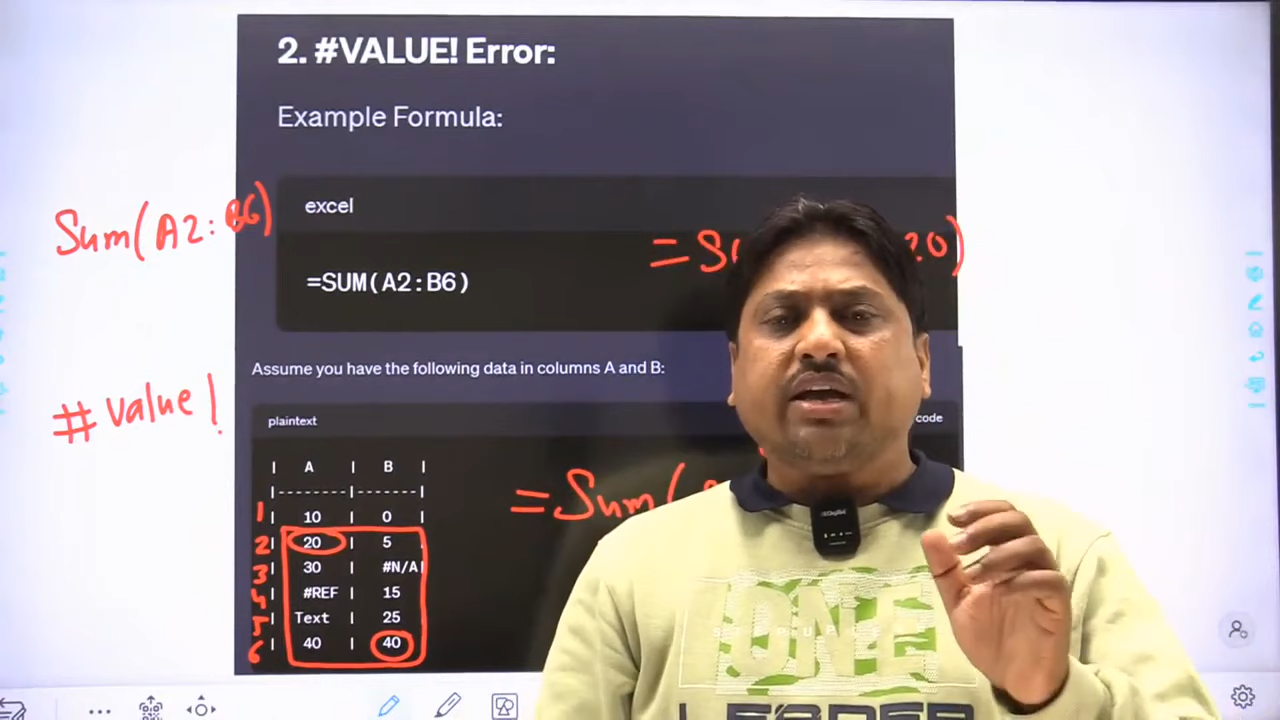 2. #VALUE! Error:
Example Formula:
excel
Sum(A2:B6)
=SUM(A2:B6)
Assume you have the following data in columns A and B:
# value!
plaintext
code
| A | B |
|--------|-------|
1 | 10 | 0 |
2 | 20 | 5
3 | 30 | #N/A|
4 | #REF | 15
5 | Text | 25
6 | 40 | 40
=Sum(
ONE
LEADER